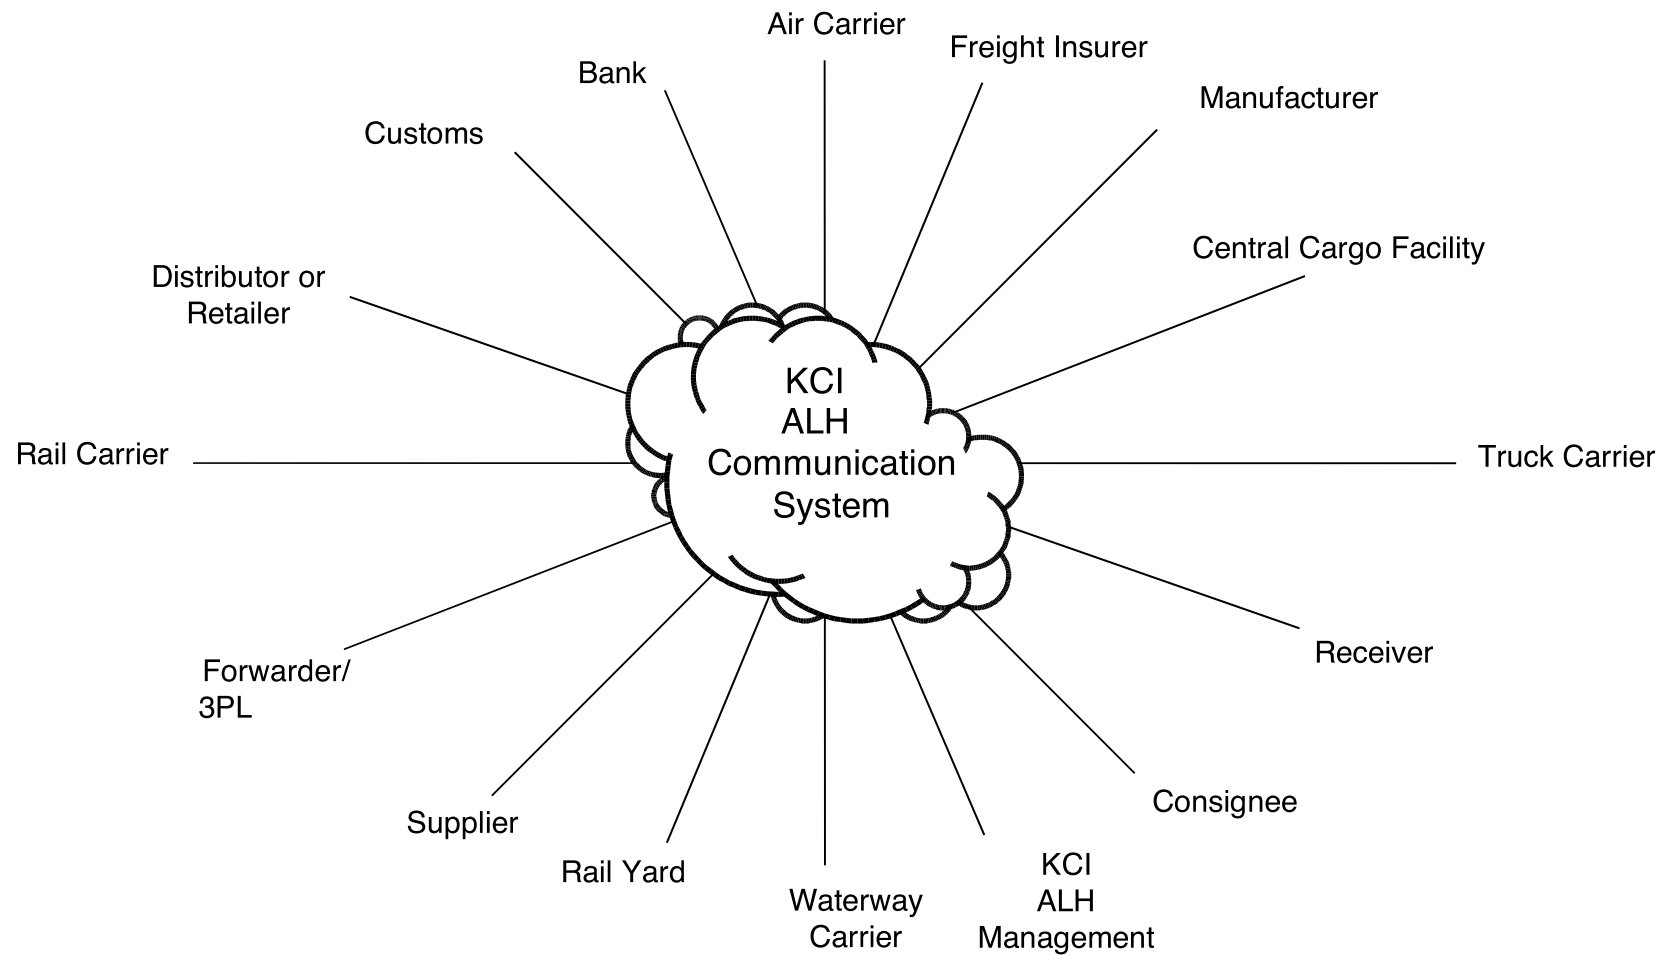 Air Carrier
Freight Insurer
Bank
Manufacturer
Customs
Central Cargo Facility
Distributor or
Retailer
KCI
ALH
Communication
System
Rail Carrier
Truck Carrier
Receiver
Forwarder/
3PL
Consignee
Supplier
Rail Yard
Waterway
Carrier
KCI
ALH
Management